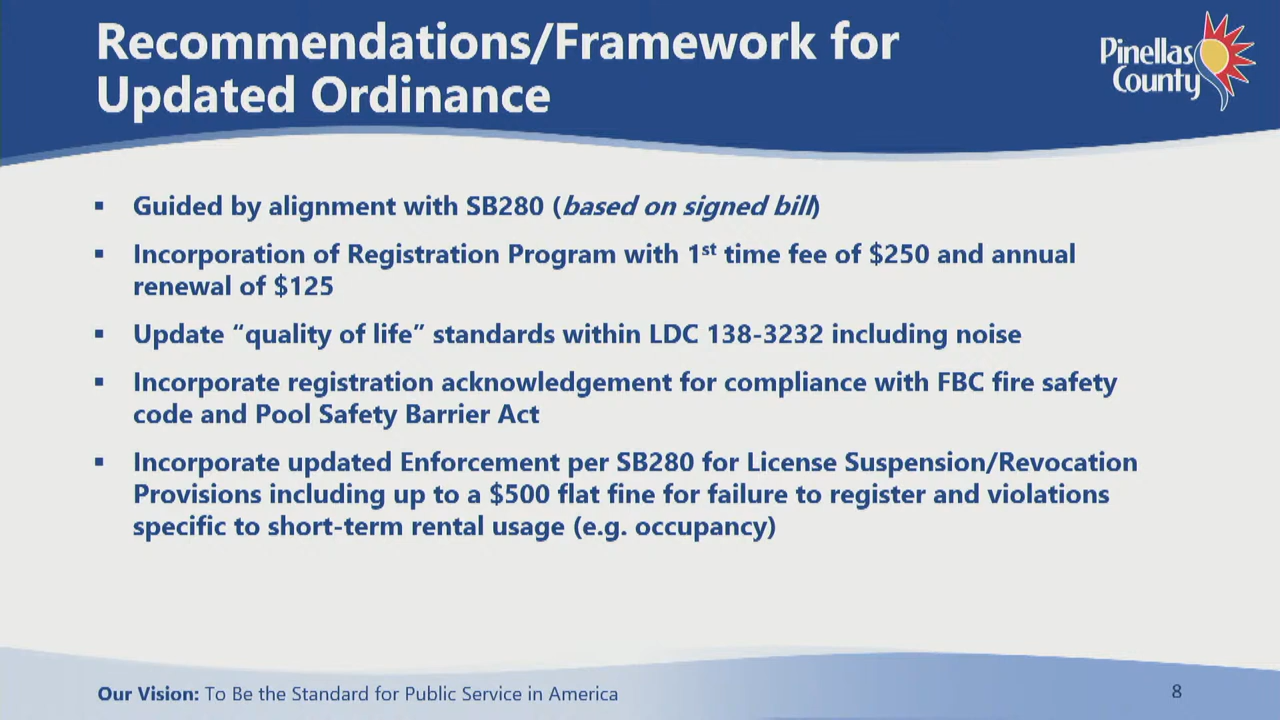 Recommendations/Framework for
Updated Ordinance
Pinellas
County
▪ Guided by alignment with SB280 (based on signed bill)
▪ Incorporation of Registration Program with 1st time fee of $250 and annual
renewal of $125
▪ Update “quality of life” standards within LDC 138-3232 including noise
▪ Incorporate registration acknowledgement for compliance with FBC fire safety
code and Pool Safety Barrier Act
▪ Incorporate updated Enforcement per SB280 for License Suspension/Revocation
Provisions including up to a $500 flat fine for failure to register and violations
specific to short-term rental usage (e.g. occupancy)
Our Vision: To Be the Standard for Public Service in America
8